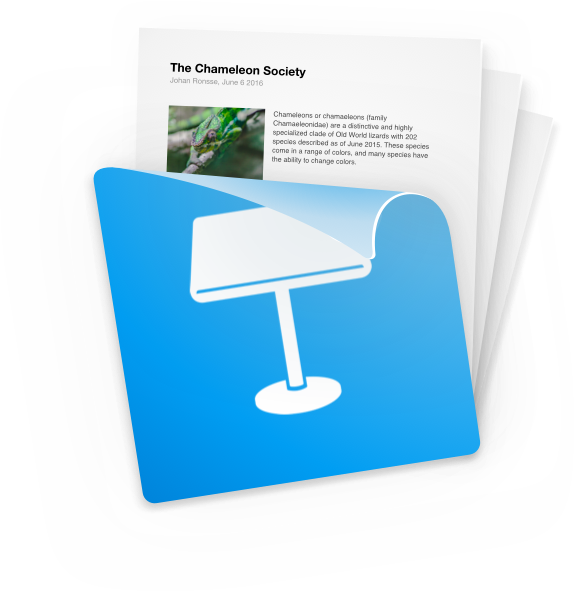 The Chameleon Society
Johan Ronsse, June 6 2016
Chameleons or chamaeleons (family
Chamaeleonidae) are a distinctive and highly
specialized clade of Old World lizards with 202
species described as of June 2015. These species
come in a range of colors, and many species have
the ability to change colors.